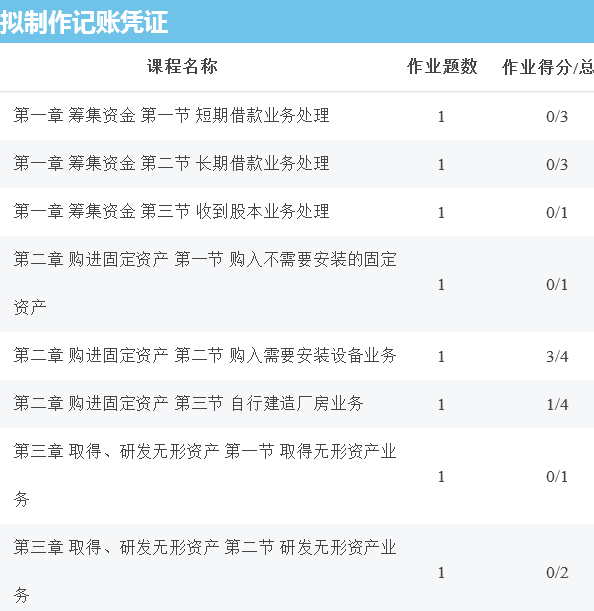 拟制作记账凭证
课程名称 作业题数 作业得分/总
第一章 筹集资金 第一节 短期借款业务处理 1 0/3
第一章 筹集资金 第二节 长期借款业务处理 1 0/3
第一章 筹集资金 第三节 收到股本业务处理 1 0/1
第二章 购进固定资产 第一节 购入不需要安装的固定
资产 1 0/1
第二章 购进固定资产 第二节 购入需要安装设备业务 1 3/4
第二章 购进固定资产 第三节 自行建造厂房业务 1 1/4
第三章 取得、研发无形资产 第一节 取得无形资产业
务 1 0/1
第三章 取得、研发无形资产 第二节 研发无形资产业
务 1 0/2